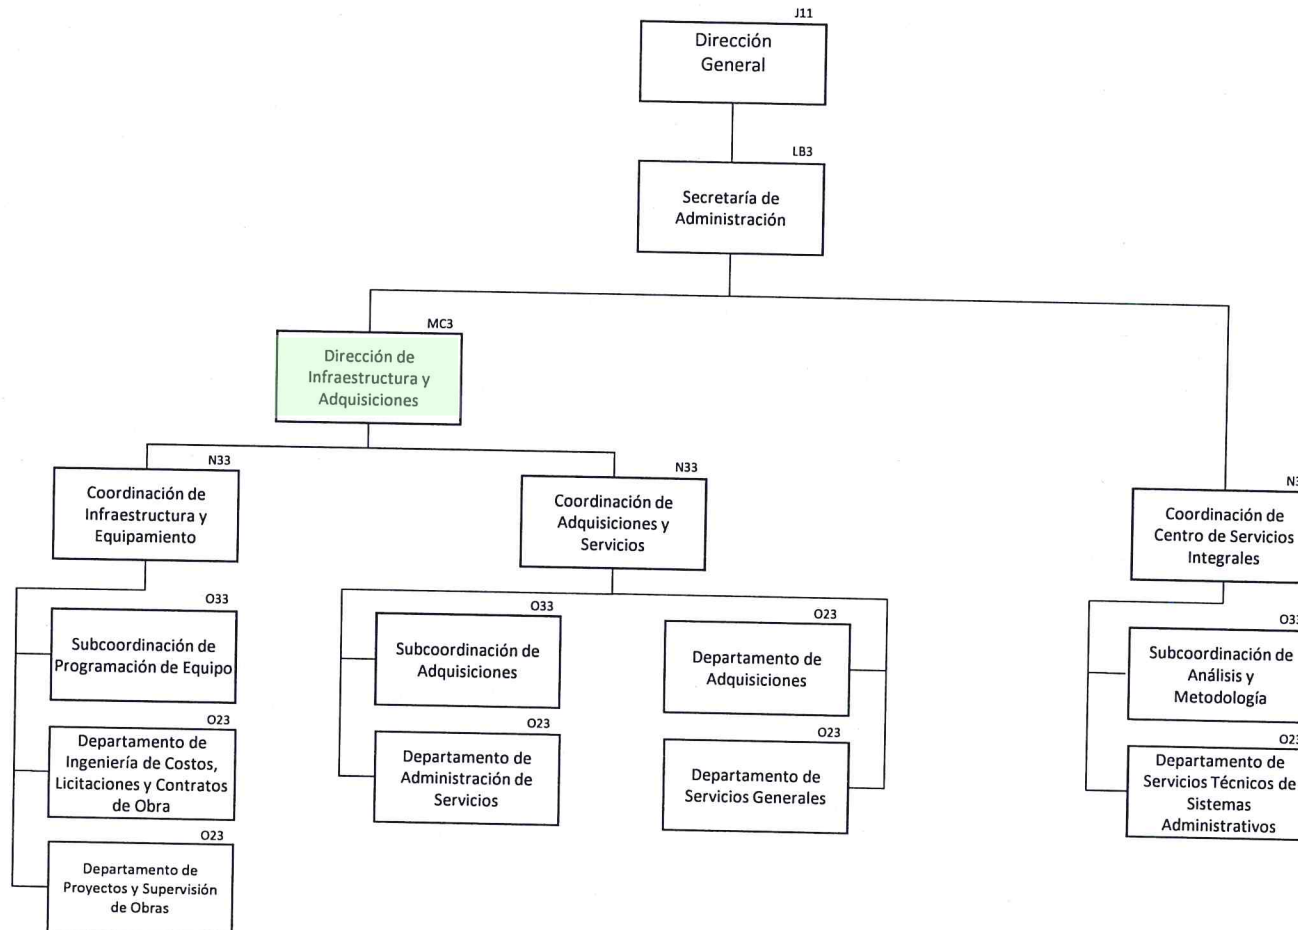 J11
Dirección
General
LB3
Secretaría de
Administración
MC3
Dirección de
Infraestructura y
Adquisiciones
N33
Coordinación de
Infraestructura y
Equipamiento
N33
Coordinación de
Adquisiciones y
Servicios
Coordinación de
Centro de Servicios
Integrales
O33
Subcoordinación de
Programación de Equipo
O23
Departamento de
Ingeniería de Costos,
Licitaciones y Contratos
de Obra
O23
Departamento de
Proyectos y Supervisión
de Obras
O33
Subcoordinación de
Adquisiciones
O23
Departamento de
Administración de
Servicios
O23
Departamento de
Adquisiciones
O23
Departamento de
Servicios Generales
O33
Subcoordinación de
Análisis y
Metodología
O23
Departamento de
Servicios Técnicos de
Sistemas
Administrativos